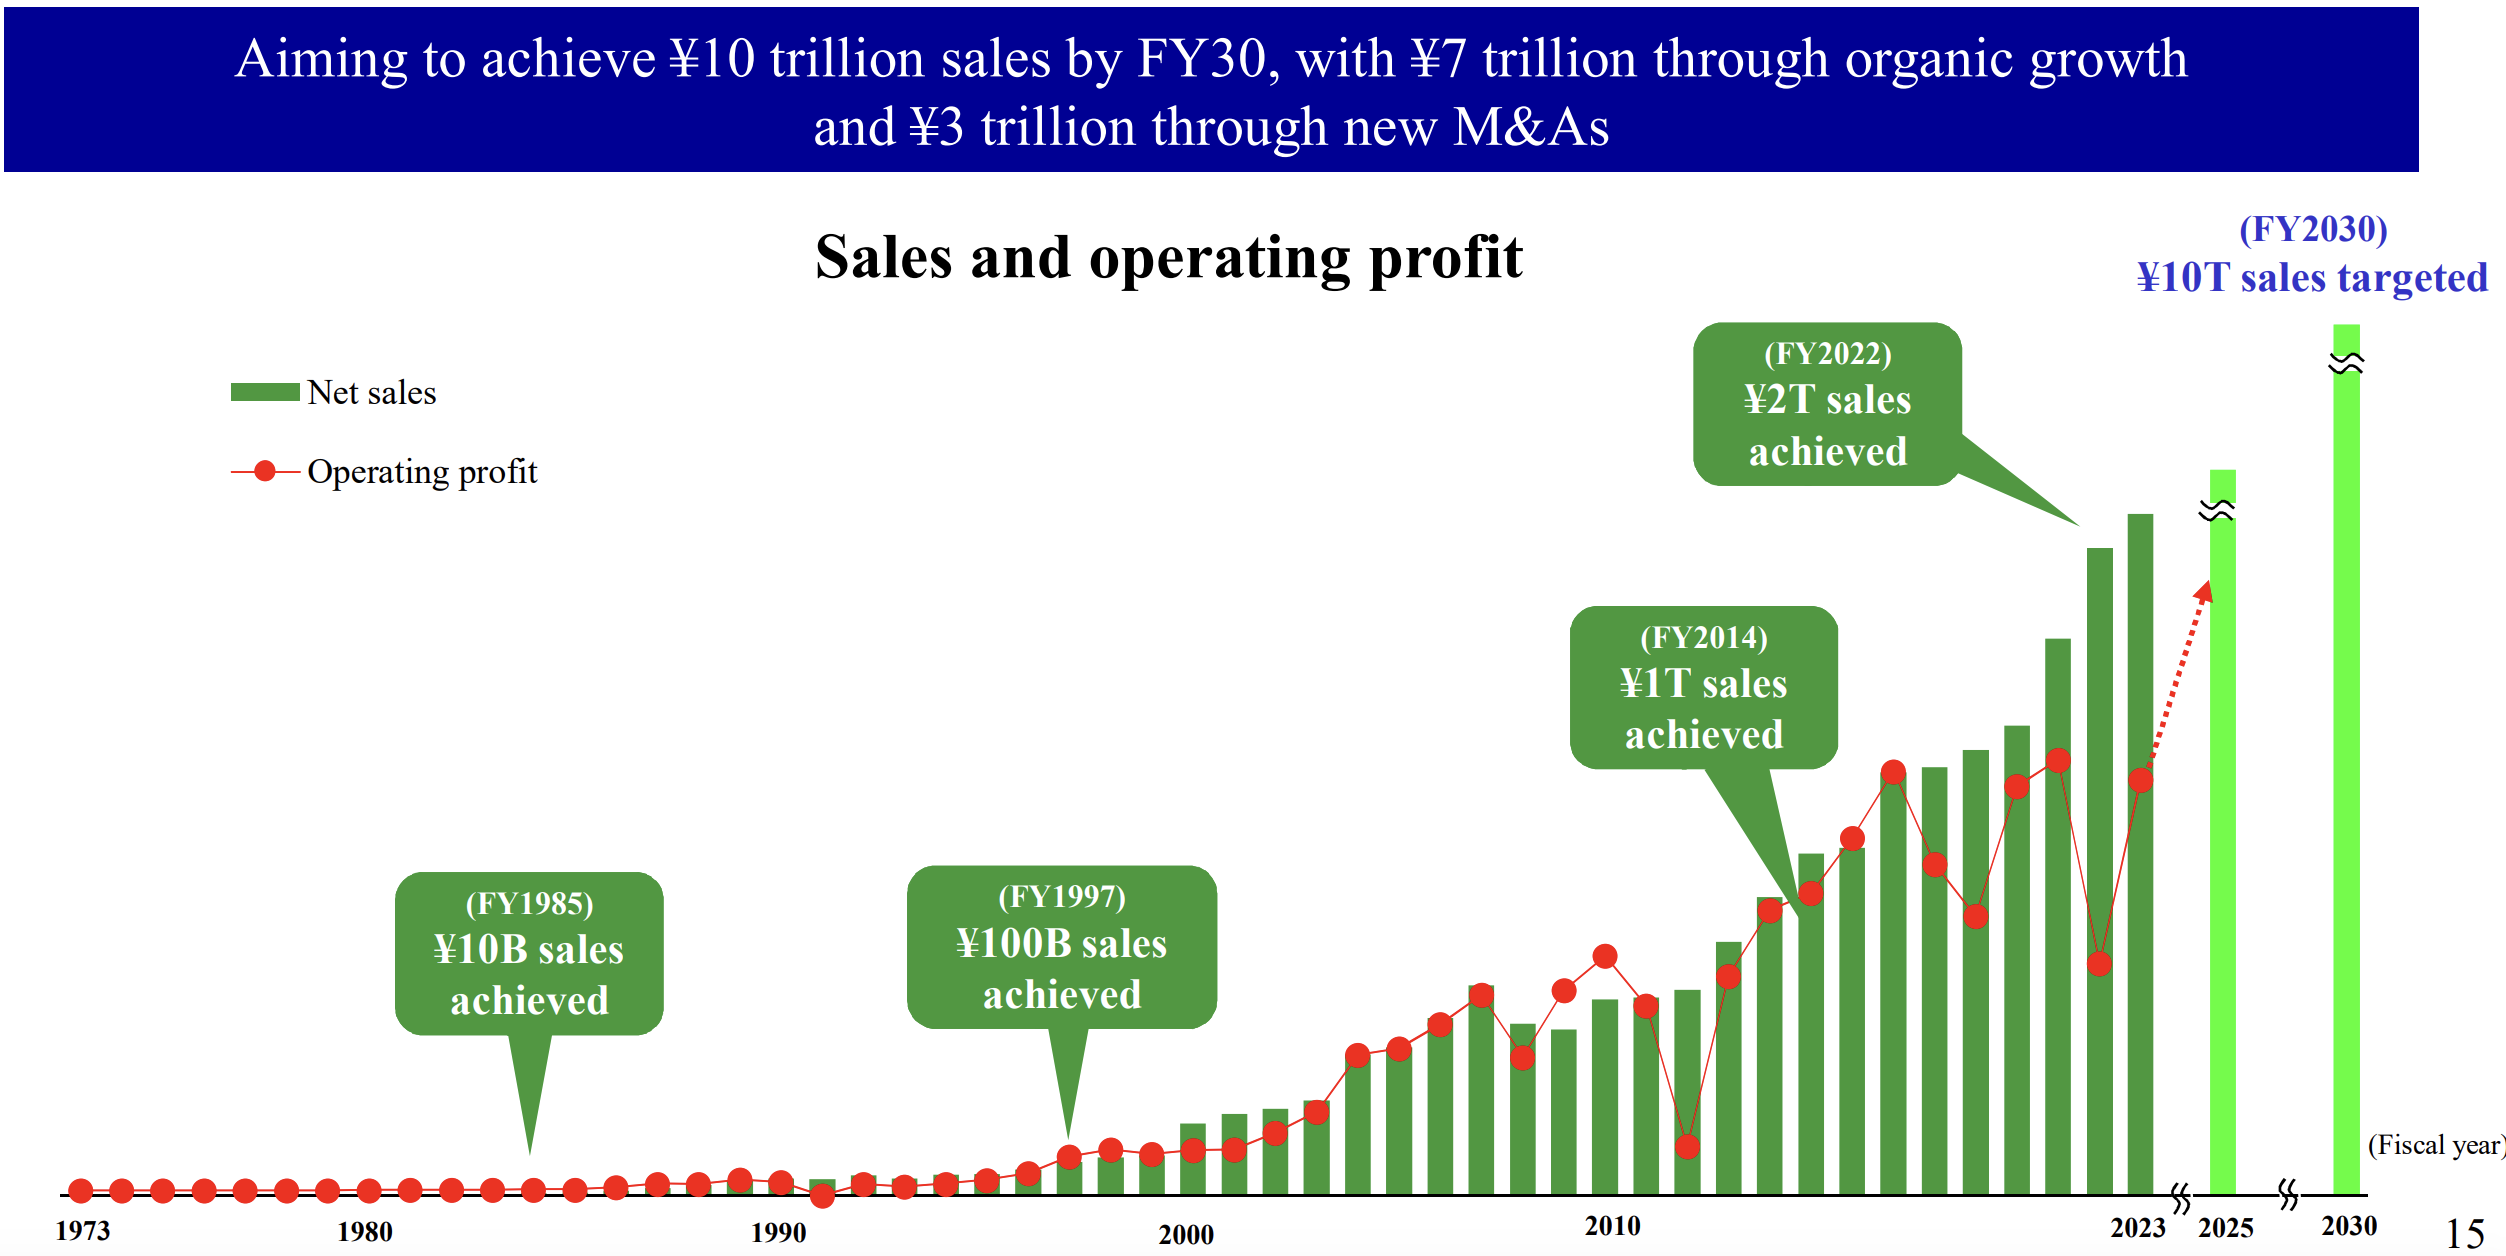 Aiming to achieve ¥10 trillion sales by FY30, with ¥7 trillion through organic growth
and ¥3 trillion through new M&As
Sales and operating profit
(FY2030)
¥10T sales targeted
Net sales
Operating profit
(FY2022)
¥2T sales
achieved
(FY2014)
¥1T sales
achieved
(FY1985)
¥10B sales
achieved
(FY1997)
¥100B sales
achieved
(Fiscal year)
1973
1980
1990
2000
2010
2023
2025
2030
15